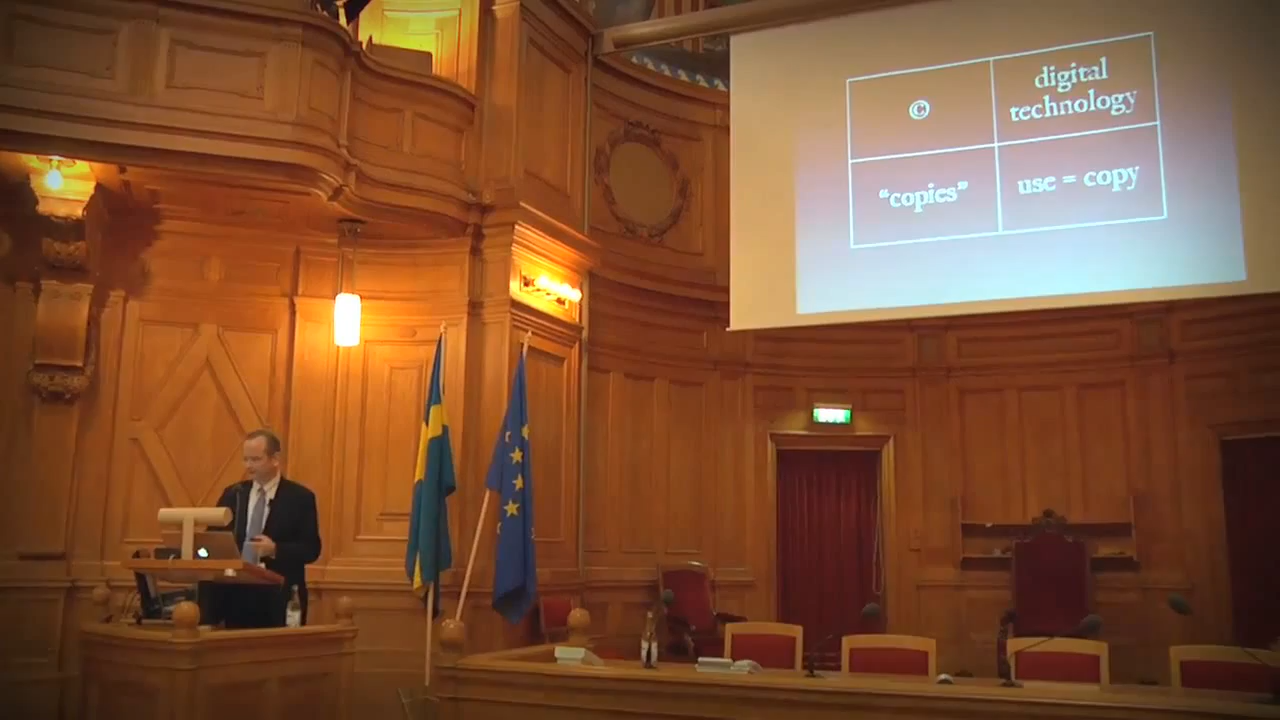 ©
digital
technology
“copies”
use = copy